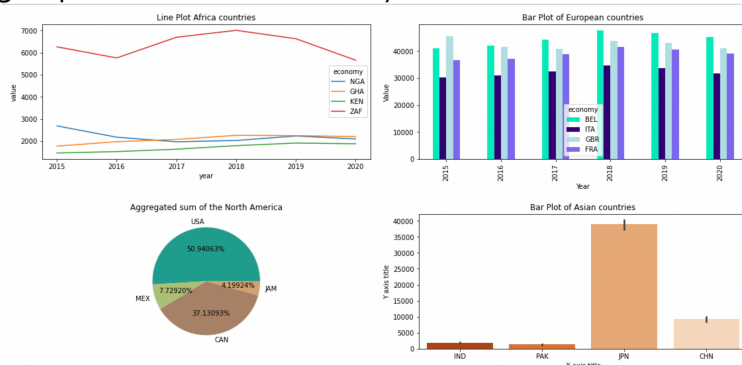 Line Plot Africa countries
7000
6000
5000
4000
3000
2000
value
economy
NGA
GHA
KEN
ZAF
2015 2016 2017 2018 2019 2020
year
Bar Plot of European countries
40000
30000
20000
10000
0
Value
economy
BEL
ITA
GBR
FRA
2015 2016 2017 2018 2019 2020
Year
Aggregated sum of the North America
USA
50.94063%
MEX
7.72920%
4.19924%
JAM
37.13093%
CAN
Bar Plot of Asian countries
40000
35000
30000
25000
20000
15000
10000
5000
0
Y axis title
IND PAK JPN CHN
X axis title